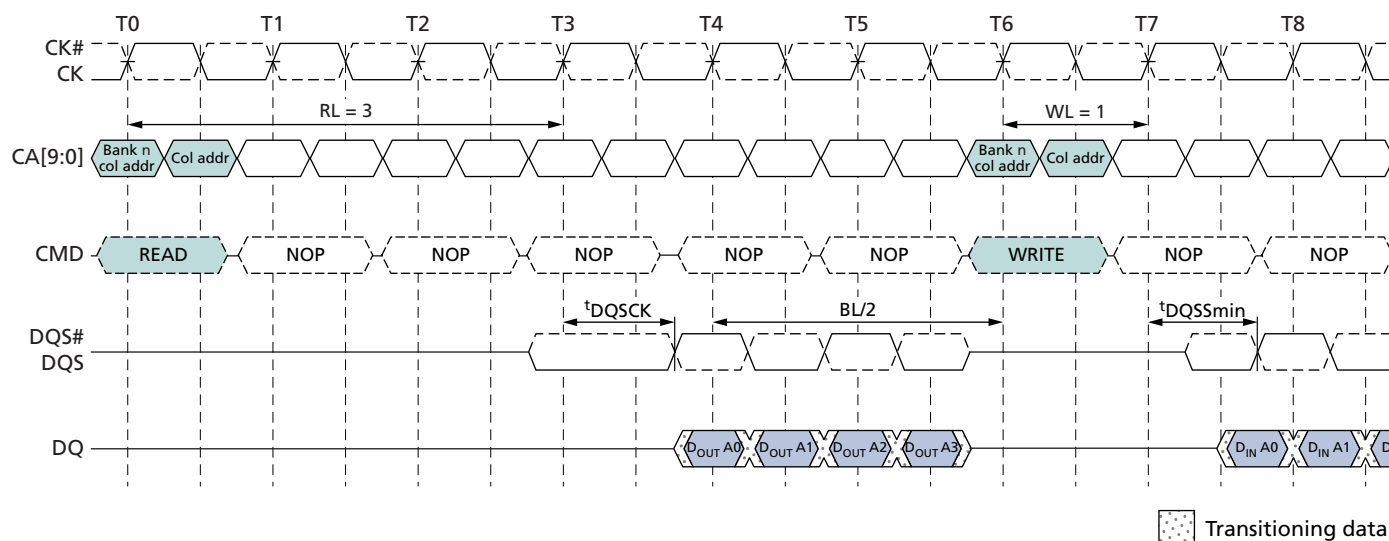 T0 T1 T2 T3 T4 T5 T6 T7 T8
CK#
CK
RL = 3 WL = 1
CA[9:0] Bank n col addr Col addr Bank n col addr Col addr
CMD READ NOP NOP NOP NOP NOP WRITE NOP NOP
tDQSCK BL/2 tDQSSmin
DQS#
DQS
DQ DOUT A0 DOUT A1 DOUT A2 DOUT A3 DIN A0 DIN A1
Transitioning data